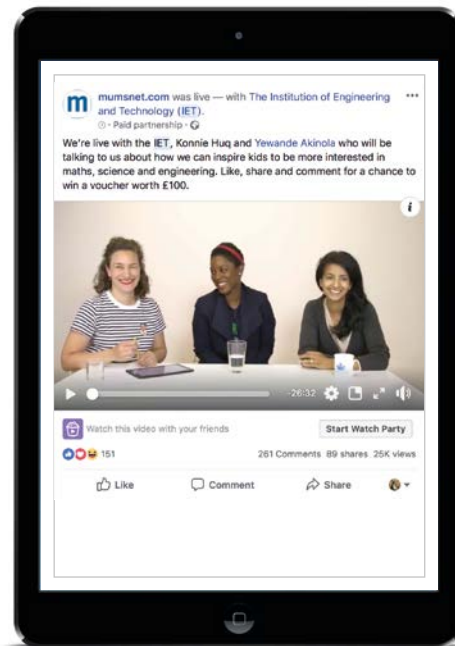 m
mumsnet.com was live — with The Institution of Engineering
and Technology (IET).
Paid partnership ·
We're live with the IET, Konnie Huq and Yewande Akinola who will be
talking to us about how we can inspire kids to be more interested in
maths, science and engineering. Like, share and comment for a chance to
win a voucher worth £100.
i
-26:32
Watch this video with your friends
Start Watch Party
151
261 Comments 89 shares 25K views
Like Comment Share